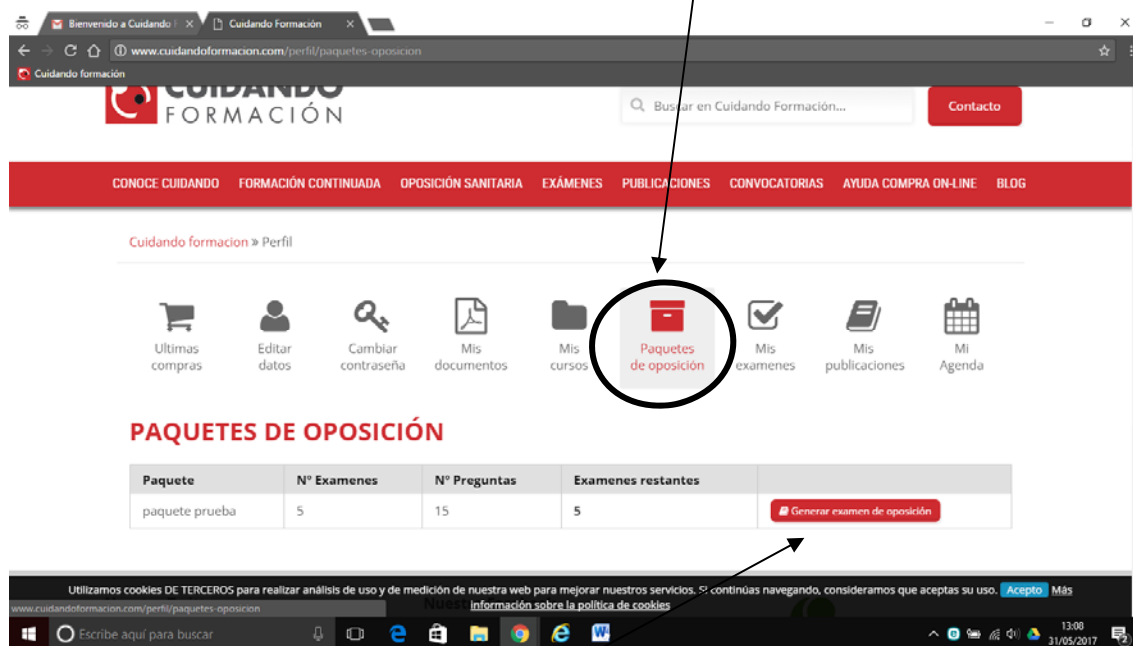 Bienvenido a Cuidando F
Cuidando Formación
www.cuidandoformacion.com/perfil/paquetes-oposicion
Cuidando formación
CUIDANDO
FORMACIÓN
Buscar en Cuidando Formación...
Contacto
CONOCE CUIDANDO FORMACIÓN CONTINUADA OPOSICIÓN SANITARIA EXÁMENES PUBLICACIONES CONVOCATORIAS AYUDA COMPRA ON-LINE BLOG
Cuidando formacion » Perfil
Ultimas compras
Editar datos
Cambiar contraseña
Mis documentos
Mis cursos
Paquetes de oposición
Mis examenes
Mis publicaciones
Mi Agenda
PAQUETES DE OPOSICIÓN
Paquete Nº Examenes Nº Preguntas Examenes restantes
paquete prueba 5 15 5 Generar examen de oposición
Utilizamos cookies DE TERCEROS para realizar análisis de uso y de medición de nuestra web para mejorar nuestros servicios. Si continúas navegando, consideramos que aceptas su uso. Acepto Más
Información sobre la política de cookies
www.cuidandoformacion.com/perfil/paquetes-oposicion
Escribe aquí para buscar
13:08
31/05/2017